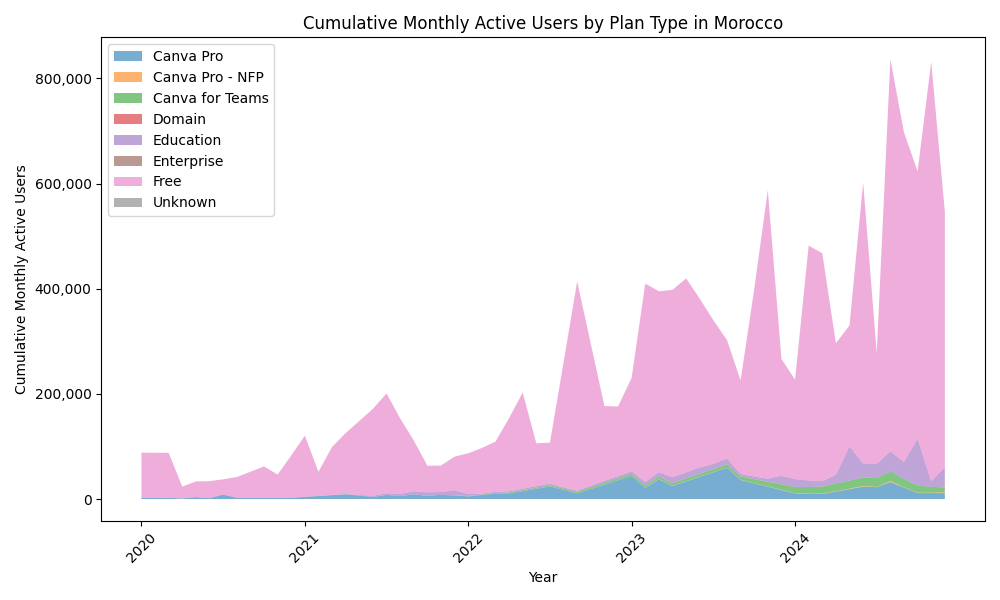 Cumulative Monthly Active Users by Plan Type in Morocco
Canva Pro
Canva Pro - NFP
Canva for Teams
Domain
Education
Enterprise
Free
Unknown
800,000
600,000
400,000
200,000
0
Cumulative Monthly Active Users
2020
2021
2022
2023
2024
Year